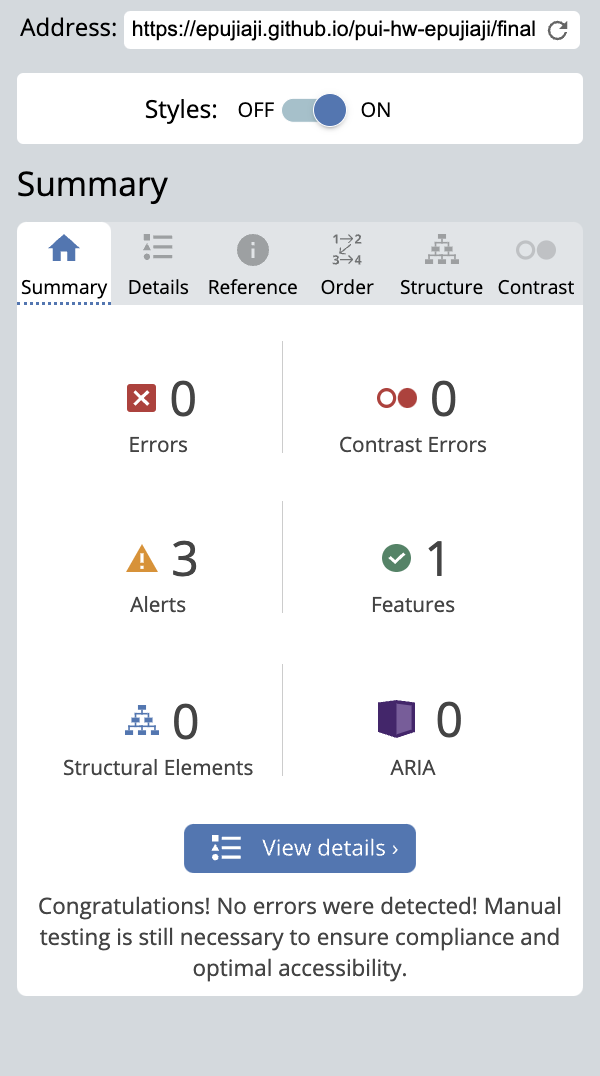 Address: https://epujiaji.github.io/pui-hw-epujiaji/final
Styles: OFF ON
Summary
1 2
3 4
Summary Details Reference Order Structure Contrast
0 0
Errors Contrast Errors
3 1
Alerts Features
0 0
Structural Elements ARIA
View details ›
Congratulations! No errors were detected! Manual
testing is still necessary to ensure compliance and
optimal accessibility.